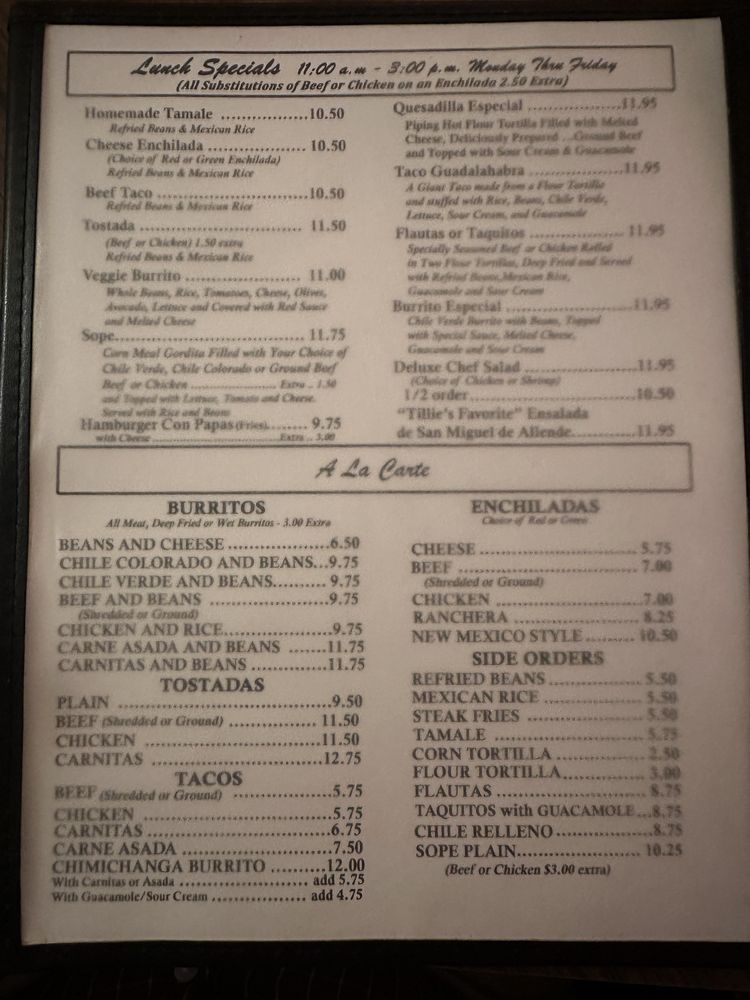 Lunch Specials 11:00 a.m - 3:00 p.m. Monday Thru Friday
(All Substitutions of Beef or Chicken on an Enchilada 2.50 Extra)
Homemade Tamale ..................10.50
Refried Beans & Mexican Rice
Cheese Enchilada ................... 10.50
(Choice of Red or Green Enchilada)
Refried Beans & Mexican Rice
Beef Taco ..............................10.50
Refried Beans & Mexican Rice
Tostada ................................. 11.50
(Beef or Chicken) 1.50 extra
Refried Beans & Mexican Rice
Veggie Burrito ....................... 11.00
Whole Beans, Rice, Tomatoes, Cheese, Olives,
Avocado, Lettuce and Covered with Red Sauce
and Melted Cheese
Sope...................................... 11.75
Corn Meal Gordita Filled with Your Choice of
Chile Verde, Chile Colorado or Ground Beef
Beef or Chicken ........................ Extra .. 1.50
and Topped with Lettuce, Tomato and Cheese.
Served with Rice and Beans
Hamburger Con Papas (Fries)......... 9.75
with Cheese ...................................Extra .. 3.00
Quesadilla Especial ..................11.95
Piping Hot Flour Tortilla Filled with Melted
Cheese, Deliciously Prepared ...Ground Beef
and Topped with Sour Cream & Guacamole
Taco Guadalahabra ..................11.95
A Giant Taco made from a Flour Tortilla
and stuffed with Rice, Beans, Chile Verde,
Lettuce, Sour Cream, and Guacamole
Flautas or Taquitos .................. 11.95
Specially Seasoned Beef or Chicken Rolled
in Two Flour Tortillas, Deep Fried and Served
with Refried Beans, Mexican Rice,
Guacamole and Sour Cream
Burrito Especial ........................11.95
Chile Verde Burrito with Beans, Topped
with Special Sauce, Melted Cheese,
Guacamole and Sour Cream
Deluxe Chef Salad .....................11.95
(Choice of Chicken or Shrimp)
1/2 order...................................10.50
"Tillie's Favorite" Ensalada
de San Miguel de Allende.............11.95
A La Carte
BURRITOS
All Meat, Deep Fried or Wet Burritos - 3.00 Extra
BEANS AND CHEESE ..................6.50
CHILE COLORADO AND BEANS...9.75
CHILE VERDE AND BEANS.......... 9.75
BEEF AND BEANS .....................9.75
(Shredded or Ground)
CHICKEN AND RICE...................9.75
CARNE ASADA AND BEANS .......11.75
CARNITAS AND BEANS ..............11.75
TOSTADAS
PLAIN .......................................9.50
BEEF (Shredded or Ground) ............... 11.50
CHICKEN ..................................11.50
CARNITAS ................................12.75
TACOS
BEEF (Shredded or Ground) ..................5.75
CHICKEN ..................................5.75
CARNITAS ................................6.75
CARNE ASADA ..........................7.50
CHIMICHANGA BURRITO ..........12.00
With Carnitas or Asada ...................... add 5.75
With Guacamole/Sour Cream ................ add 4.75
ENCHILADAS
Choice of Red or Green
CHEESE .............................. 5.75
BEEF ................................... 7.00
(Shredded or Ground)
CHICKEN .............................7.00
RANCHERA ......................... 8.25
NEW MEXICO STYLE ......... 10.50
SIDE ORDERS
REFRIED BEANS ................. 5.50
MEXICAN RICE ................... 5.50
STEAK FRIES ...................... 5.50
TAMALE .............................. 5.75
CORN TORTILLA ................. 2.50
FLOUR TORTILLA................ 3.00
FLAUTAS ............................. 8.75
TAQUITOS with GUACAMOLE ...8.75
CHILE RELLENO..................8.75
SOPE PLAIN........................ 10.25
(Beef or Chicken $3.00 extra)